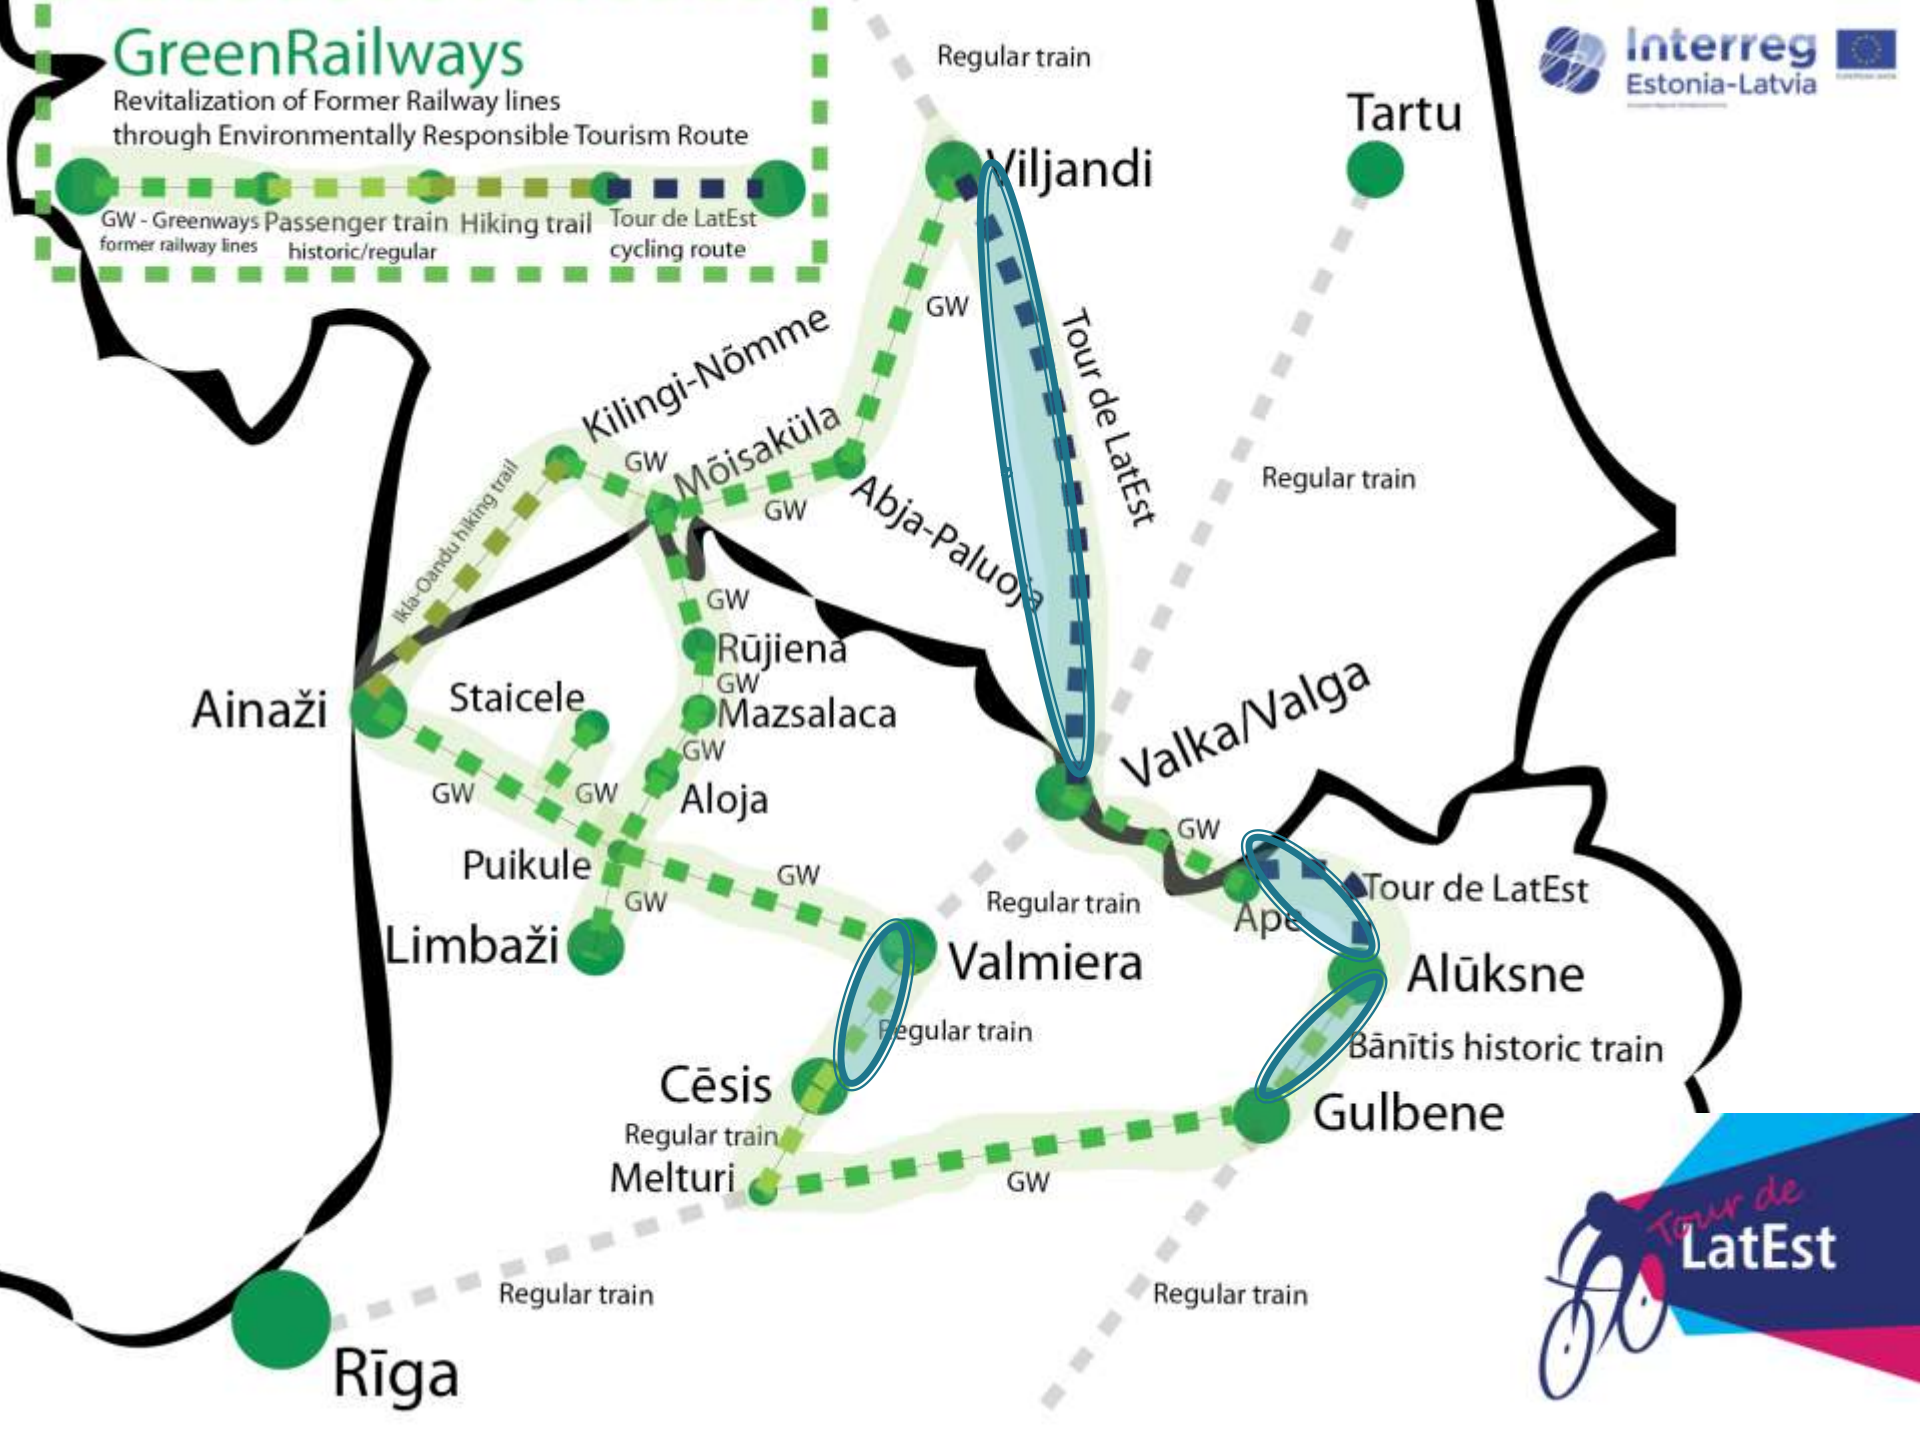 GreenRailways
Revitalization of Former Railway lines
through Environmentally Responsible Tourism Route
GW - Greenways
former railway lines
Passenger train
historic/regular
Hiking trail
Tour de LatEst
cycling route
Regular train
Interreg
Estonia-Latvia
Tartu
Viljandi
GW
Kilingi-Nõmme
Tour de LatEst
Mõisaküla
GW
GW
Regular train
Abja-Paluoja
Ikla-Oandu hiking trail
GW
Rūjiena
GW
Mazsalaca
Staicele
Ainaži
Valka/Valga
GW
GW
GW
Aloja
GW
Puikule
GW
GW
Regular train
Ape
Tour de LatEst
Limbaži
Valmiera
Alūksne
Regular train
Bānītis historic train
Cēsis
Gulbene
Regular train
Melturi
GW
Regular train
Regular train
Rīga
Tour de
LatEst